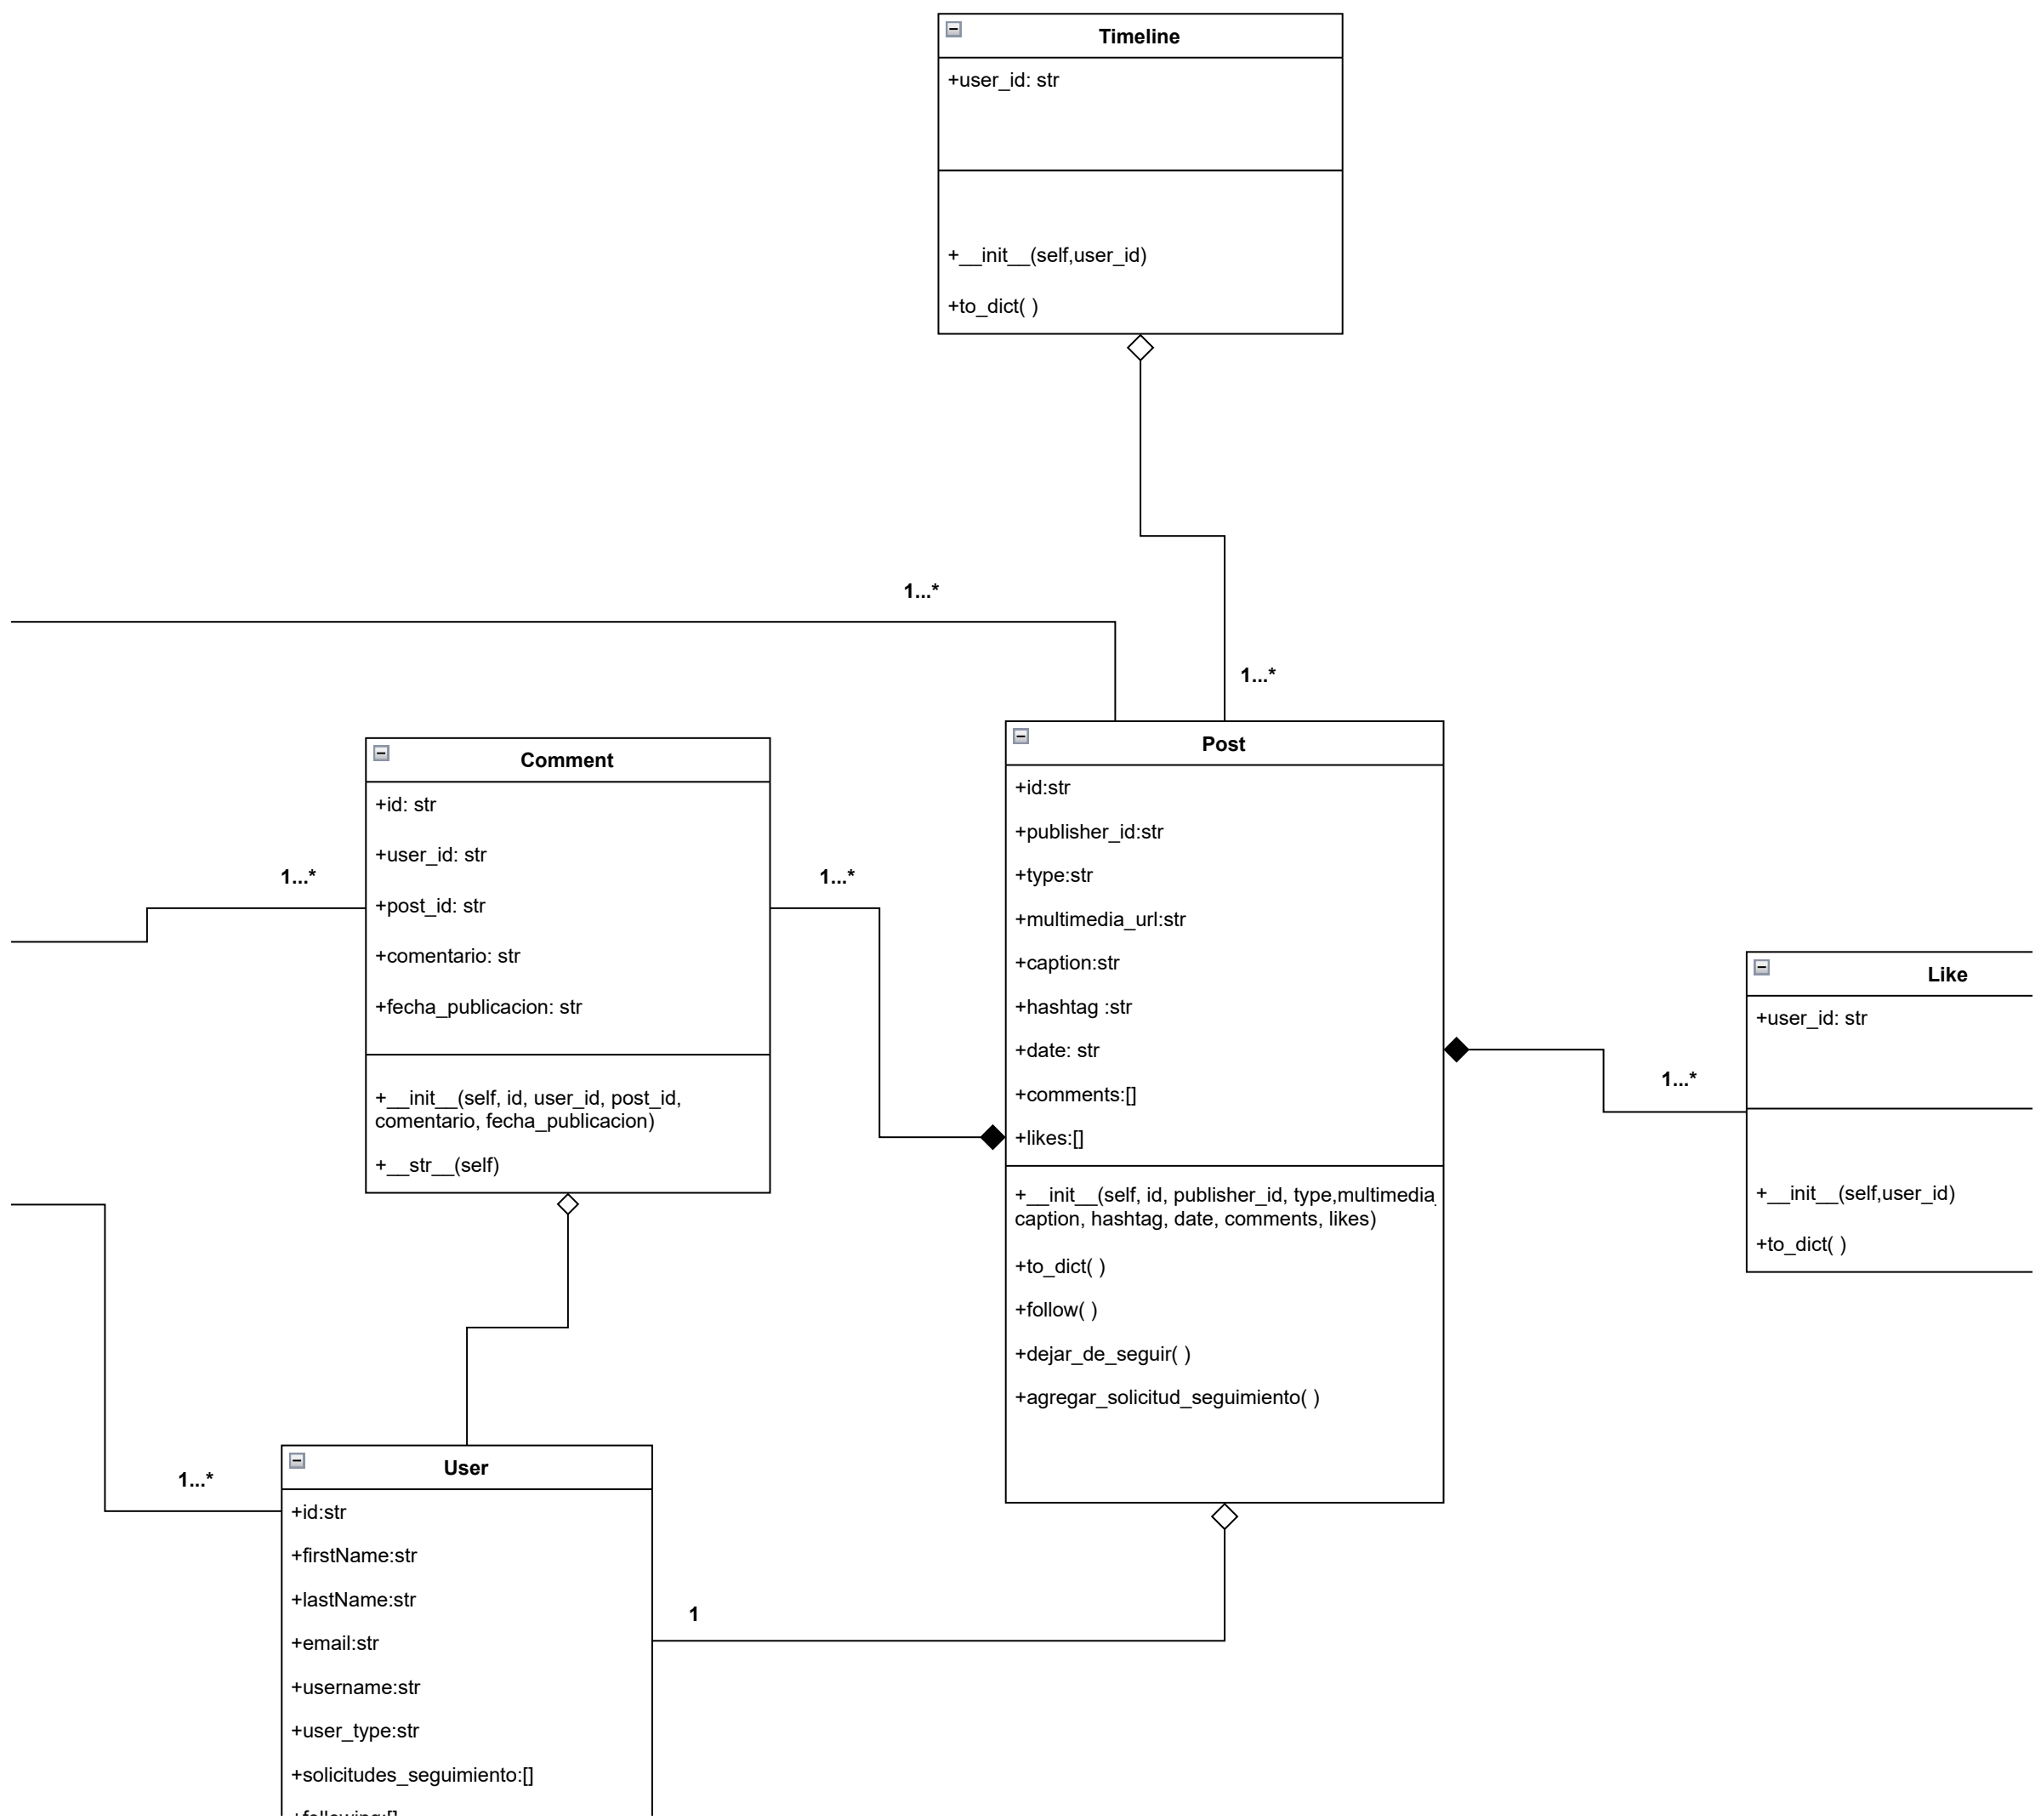 Timeline
+user_id: str
+__init__(self,user_id)
+to_dict( )
1...*
1...*
Comment
+id: str
+user_id: str
+post_id: str
+comentario: str
+fecha_publicacion: str
+__init__(self, id, user_id, post_id,
comentario, fecha_publicacion)
+__str__(self)
1...*
1...*
Post
+id:str
+publisher_id:str
+type:str
+multimedia_url:str
+caption:str
+hashtag :str
+date: str
+comments:[]
+likes:[]
+__init__(self, id, publisher_id, type,multimedia_
caption, hashtag, date, comments, likes)
+to_dict( )
+follow( )
+dejar_de_seguir( )
+agregar_solicitud_seguimiento( )
1...*
Like
+user_id: str
+__init__(self,user_id)
+to_dict( )
1...*
User
+id:str
+firstName:str
+lastName:str
+email:str
+username:str
+user_type:str
+solicitudes_seguimiento:[]
1